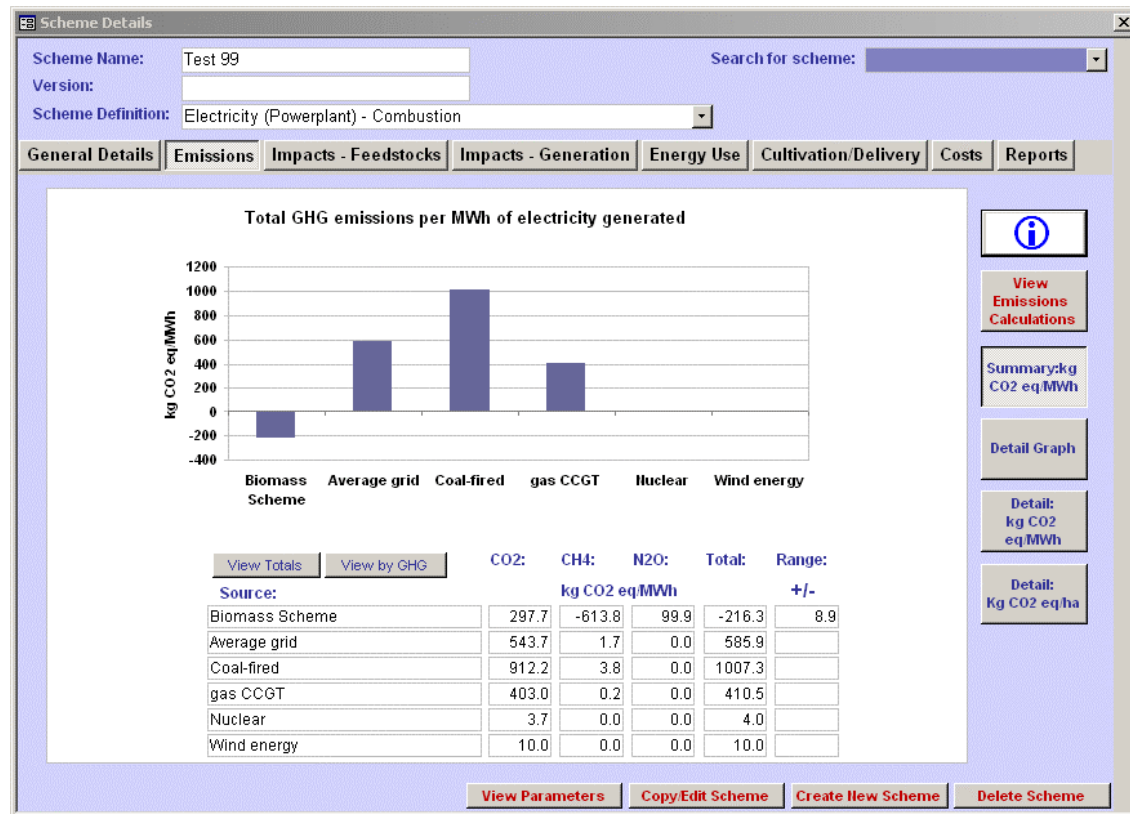 Scheme Details
Scheme Name: Test 99 Search for scheme:
Version:
Scheme Definition: Electricity (Powerplant) - Combustion
General Details Emissions Impacts - Feedstocks Impacts - Generation Energy Use Cultivation/Delivery Costs Reports
Total GHG emissions per MWh of electricity generated
1200
1000
800
600
400
200
0
-200
-400
kg CO2 eq/MWh
Biomass Scheme Average grid Coal-fired gas CCGT Nuclear Wind energy
View Emissions Calculations
Summary:kg CO2 eq/MWh
Detail Graph
Detail: kg CO2 eq/MWh
Detail: Kg CO2 eq/ha
View Totals View by GHG CO2: CH4: N2O: Total: Range:
Source: kg CO2 eq/MWh +/-
Biomass Scheme 297.7 -613.8 99.9 -216.3 8.9
Average grid 543.7 1.7 0.0 585.9
Coal-fired 912.2 3.8 0.0 1007.3
gas CCGT 403.0 0.2 0.0 410.5
Nuclear 3.7 0.0 0.0 4.0
Wind energy 10.0 0.0 0.0 10.0
View Parameters Copy/Edit Scheme Create New Scheme Delete Scheme